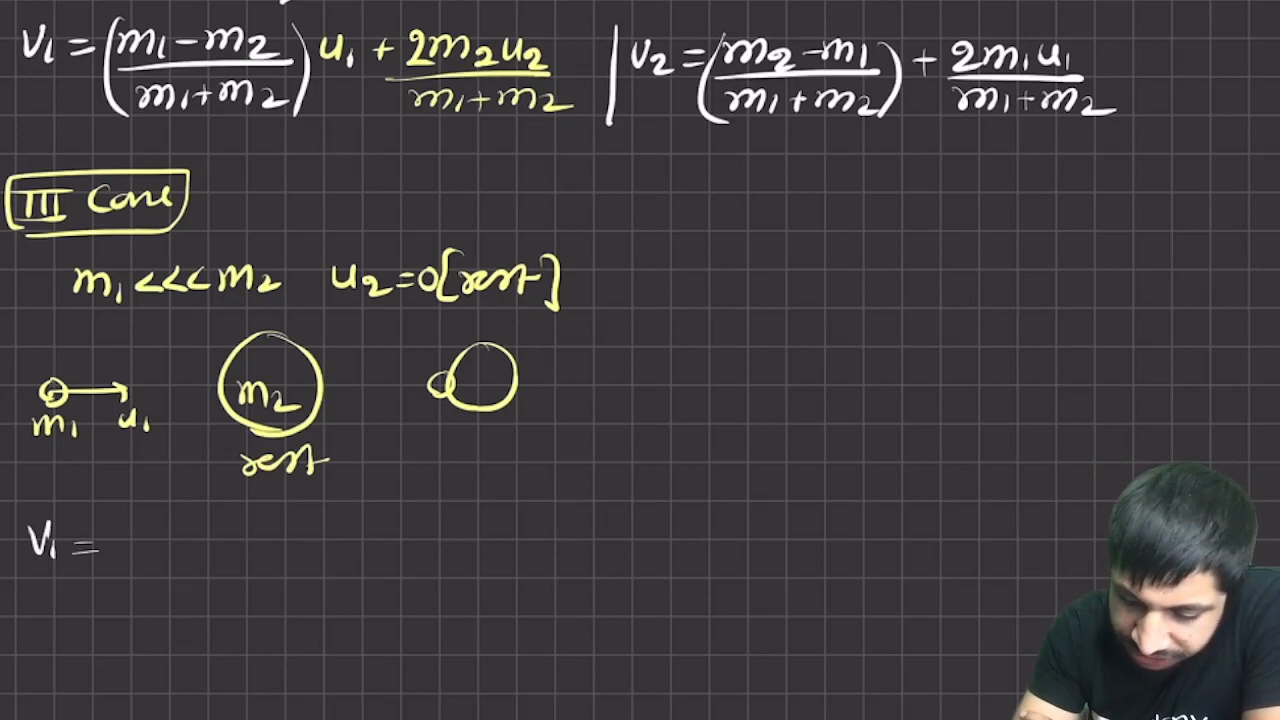 v₁ = (m₁ - m₂ / m₁ + m₂) u₁ + 2m₂u₂ / m₁ + m₂ | v₂ = (m₂ - m₁ / m₁ + m₂) + 2m₁u₁ / m₁ + m₂
III Case
m₁ <<< m₂ u₂ = 0 [rest]
m₁ u₁ m₂
rest
v₁ =